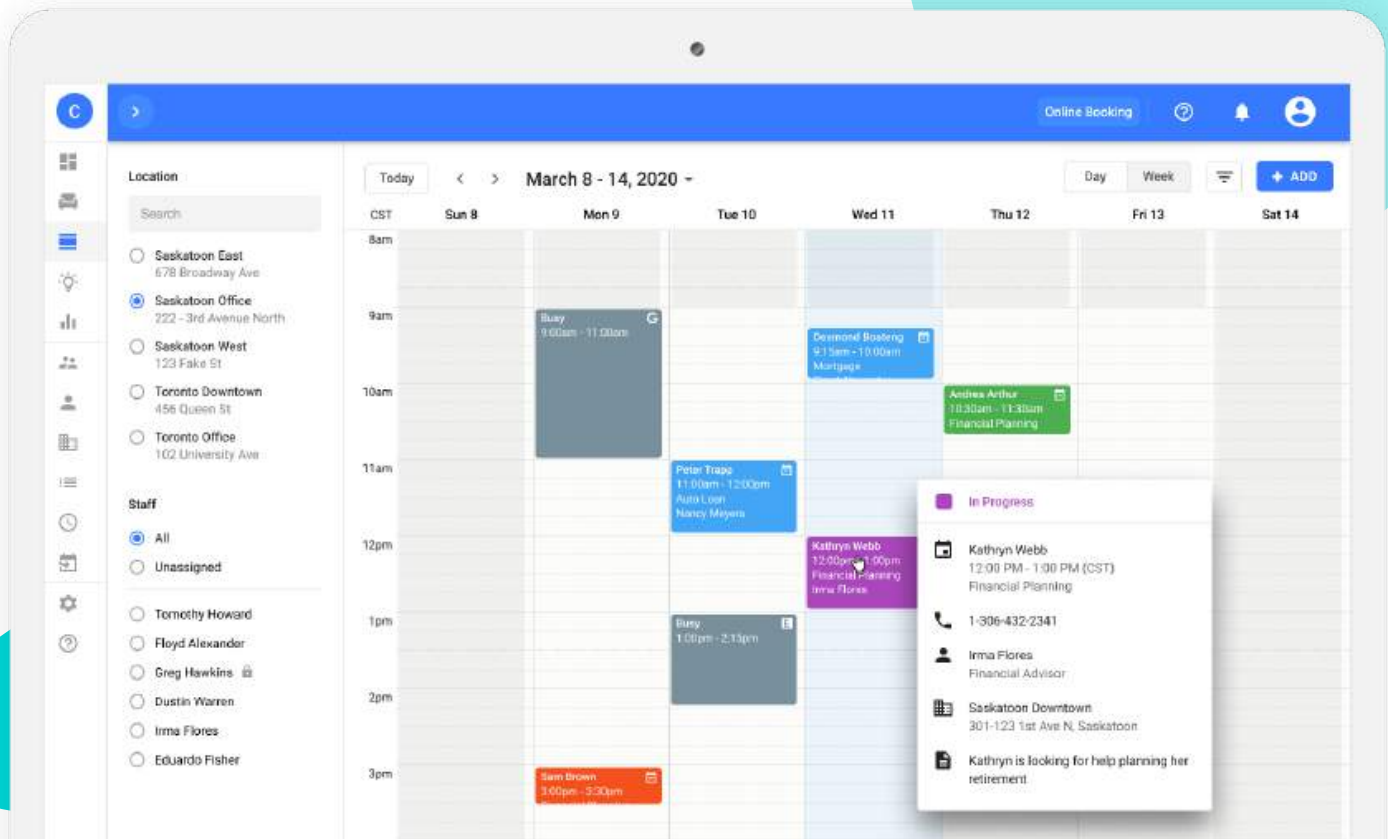 C
Online Booking
Location
Search
Saskatoon East
678 Broadway Ave
Saskatoon Office
222 - 3rd Avenue North
Saskatoon West
123 Fake St
Toronto Downtown
456 Queen St
Toronto Office
102 University Ave
Staff
All
Unassigned
Tomothy Howard
Floyd Alexander
Greg Hawkins
Dustin Warren
Irma Flores
Eduardo Fisher
Today
March 8 - 14, 2020
Day
Week
+ ADD
CST
Sun 8
Mon 9
Tue 10
Wed 11
Thu 12
Fri 13
Sat 14
8am
9am
10am
11am
12pm
1pm
2pm
3pm
Busy
G
9:00am - 11:00am
Sam Brown
3:00pm - 3:30pm
Peter Trapp
11:00am - 12:00pm
Auto Loan
Nancy Meyers
Busy
E
1:00pm - 2:15pm
Desmond Boateng
9:15am - 10:00am
Mortgage
Kathryn Webb
12:00pm - 1:00pm
Financial Planning
Irma Flores
Andrea Arthur
10:30am - 11:30am
Financial Planning
In Progress
Kathryn Webb
12:00 PM - 1:00 PM (CST)
Financial Planning
1-306-432-2341
Irma Flores
Financial Advisor
Saskatoon Downtown
301-123 1st Ave N, Saskatoon
Kathryn is looking for help planning her
retirement